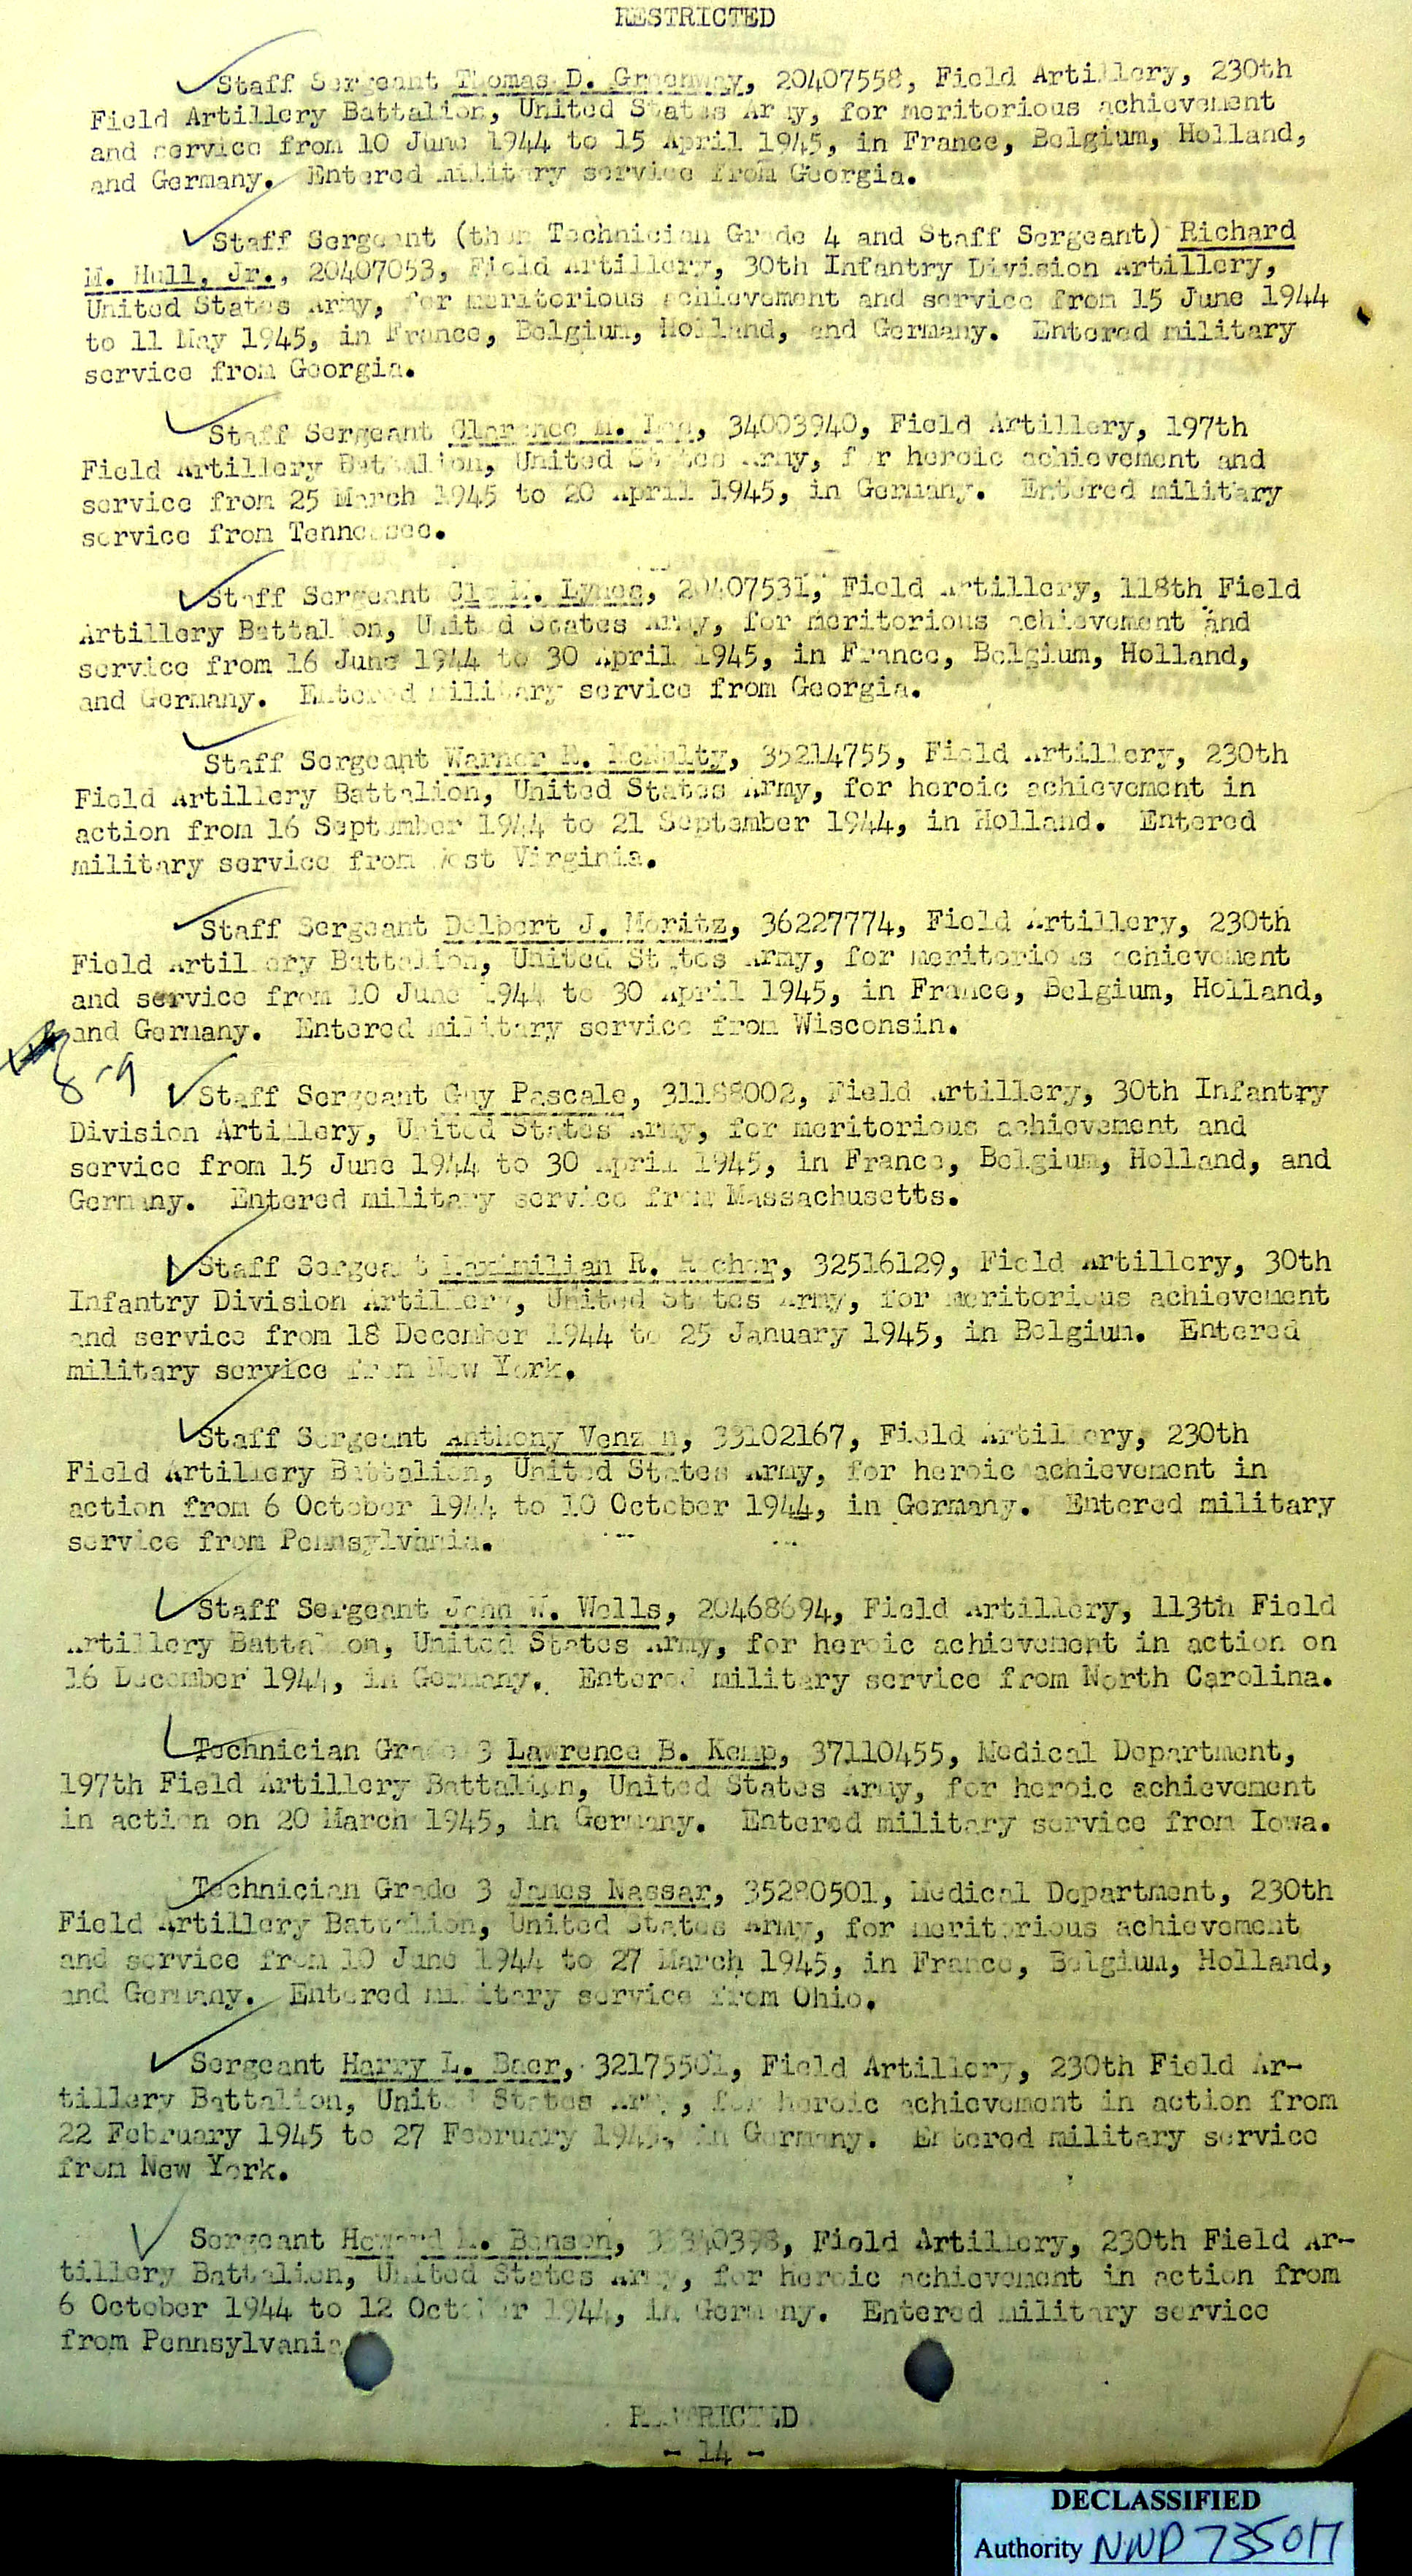 RESTRICTED
Staff Sergeant Thomas D. Greenway, 20407558, Field Artillery, 230th
Field Artillery Battalion, United States Army, for meritorious achievement
and service from 10 June 1944 to 15 April 1945, in France, Belgium, Holland,
and Germany. Entered military service from Georgia.
Staff Sergeant (then Technician Grade 4 and Staff Sergeant) Richard
M. Hull, Jr., 20407053, Field Artillery, 30th Infantry Division Artillery,
United States Army, for meritorious achievement and service from 15 June 1944
to 11 May 1945, in France, Belgium, Holland, and Germany. Entered military
service from Georgia.
Staff Sergeant Clarence M. Lee, 34003940, Field Artillery, 197th
Field Artillery Battalion, United States Army, for heroic achievement and
service from 25 March 1945 to 20 April 1945, in Germany. Entered military
service from Tennessee.
Staff Sergeant Lynes, 20407531, Field Artillery, 118th Field
Artillery Battalion, United States Army, for meritorious achievement and
service from 16 June 1944 to 30 April 1945, in France, Belgium, Holland,
and Germany. Entered military service from Georgia.
Staff Sergeant Warner E. McNulty, 35214755, Field Artillery, 230th
Field Artillery Battalion, United States Army, for heroic achievement in
action from 16 September 1944 to 21 September 1944, in Holland. Entered
military service from West Virginia.
Staff Sergeant Delbert J. Moritz, 36227774, Field Artillery, 230th
Field Artillery Battalion, United States Army, for meritorious achievement
and service from 10 June 1944 to 30 April 1945, in France, Belgium, Holland,
and Germany. Entered military service from Wisconsin.
8-9
Staff Sergeant Guy Pascale, 31188002, Field Artillery, 30th Infantry
Division Artillery, United States Army, for meritorious achievement and
service from 15 June 1944 to 30 April 1945, in France, Belgium, Holland, and
Germany. Entered military service from Massachusetts.
Staff Sergeant Maximilian R. 32516129, Field Artillery, 30th
Infantry Division Artillery, United States Army, for meritorious achievement
and service from 18 December 1944 to 25 January 1945, in Belgium. Entered
military service from New York.
Staff Sergeant Anthony Venzon, 33102167, Field Artillery, 230th
Field Artillery Battalion, United States Army, for heroic achievement in
action from 6 October 1944 to 10 October 1944, in Germany. Entered military
service from Pennsylvania.
Staff Sergeant John W. Wells, 20468694, Field Artillery, 113th Field
Artillery Battalion, United States Army, for heroic achievement in action on
16 December 1944, in Germany. Entered military service from North Carolina.
Technician Grade 3 Lawrence B. Kemp, 37110455, Medical Department,
197th Field Artillery Battalion, United States Army, for heroic achievement
in action on 20 March 1945, in Germany. Entered military service from Iowa.
Technician Grade 3 James Nassar, 35280501, Medical Department, 230th
Field Artillery Battalion, United States Army, for meritorious achievement
and service from 10 June 1944 to 27 March 1945, in France, Belgium, Holland,
and Germany. Entered military service from Ohio.
Sergeant Harry L. Baer, 32175501, Field Artillery, 230th Field Ar-
tillery Battalion, United States Army, for heroic achievement in action from
22 February 1945 to 27 February 1945, in Germany. Entered military service
from New York.
Sergeant Howard Benson, Field Artillery, 230th Field Ar-
tillery Battalion, United States Army, for heroic achievement in action from
6 October 1944 to 12 October 1944, in Germany. Entered military service
from Pennsylvania
RESTRICTED
- 14 -
DECLASSIFIED
Authority NND 735017